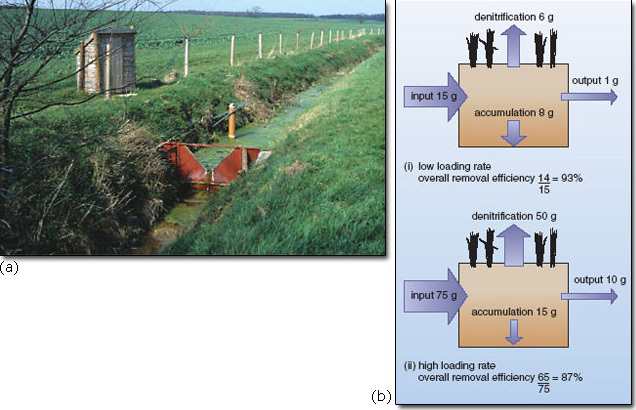 (a)
denitrification 6 g
output 1 g
input 15 g
accumulation 8 g
(i) low loading rate
overall removal efficiency 14/15 = 93%
denitrification 50 g
output 10 g
input 75 g
accumulation 15 g
(ii) high loading rate
overall removal efficiency 65/75 = 87%
(b)